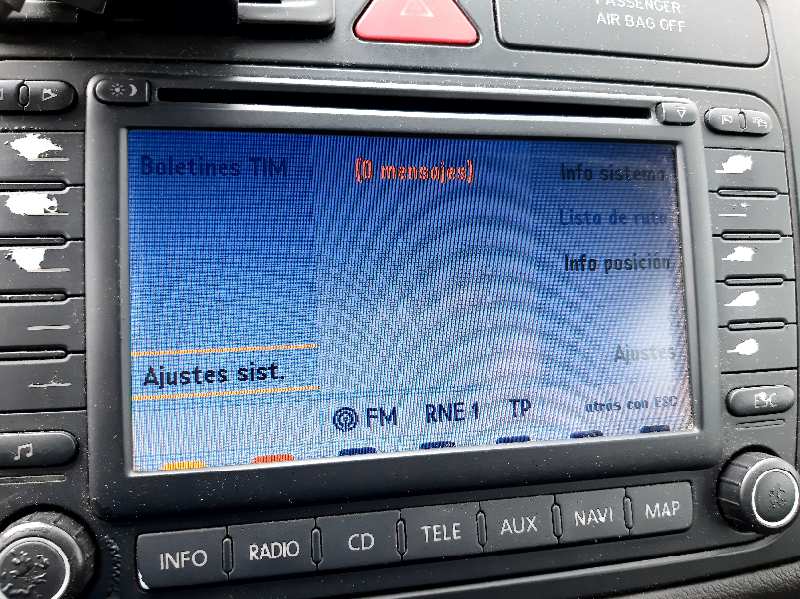 PASSENGER
AIR BAG OFF
Boletines TIM
(0 mensajes)
Info sistema
Lista de ruta
Info posición
Ajustes
Ajustes sist.
atrás con ESC
FM RNE 1 TP
ESC
INFO RADIO CD TELE AUX NAVI MAP